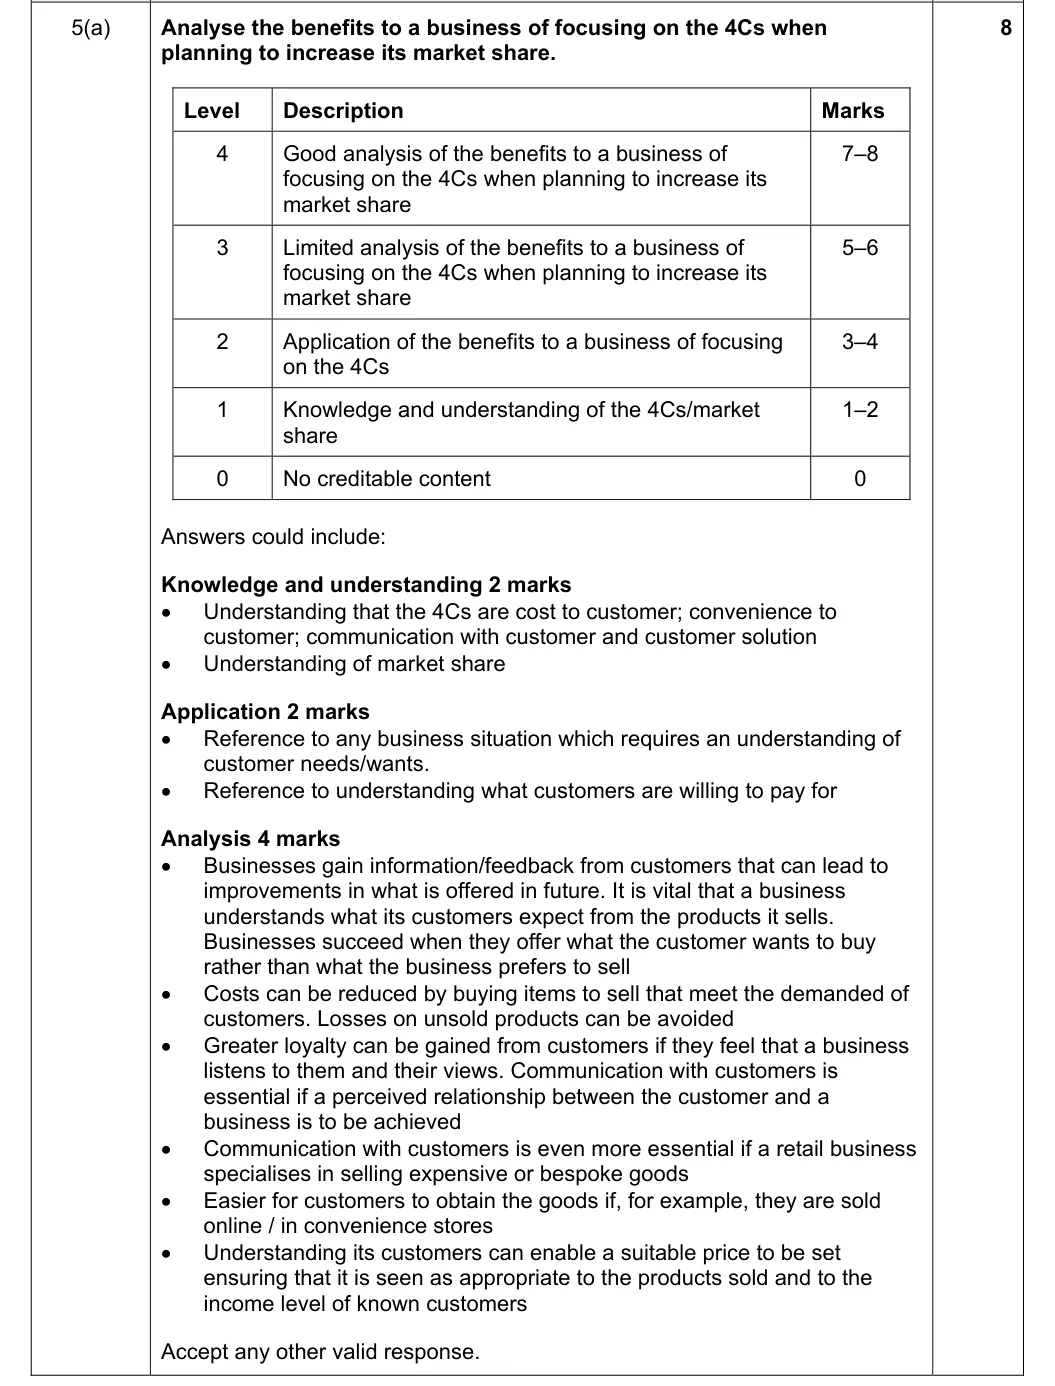 5(a) Analyse the benefits to a business of focusing on the 4Cs when 8
planning to increase its market share.
Level Description Marks
4 Good analysis of the benefits to a business of 7–8
focusing on the 4Cs when planning to increase its
market share
3 Limited analysis of the benefits to a business of 5–6
focusing on the 4Cs when planning to increase its
market share
2 Application of the benefits to a business of focusing 3–4
on the 4Cs
1 Knowledge and understanding of the 4Cs/market 1–2
share
0 No creditable content 0
Answers could include:
Knowledge and understanding 2 marks
• Understanding that the 4Cs are cost to customer; convenience to
customer; communication with customer and customer solution
• Understanding of market share
Application 2 marks
• Reference to any business situation which requires an understanding of
customer needs/wants.
• Reference to understanding what customers are willing to pay for
Analysis 4 marks
• Businesses gain information/feedback from customers that can lead to
improvements in what is offered in future. It is vital that a business
understands what its customers expect from the products it sells.
Businesses succeed when they offer what the customer wants to buy
rather than what the business prefers to sell
• Costs can be reduced by buying items to sell that meet the demanded of
customers. Losses on unsold products can be avoided
• Greater loyalty can be gained from customers if they feel that a business
listens to them and their views. Communication with customers is
essential if a perceived relationship between the customer and a
business is to be achieved
• Communication with customers is even more essential if a retail business
specialises in selling expensive or bespoke goods
• Easier for customers to obtain the goods if, for example, they are sold
online / in convenience stores
• Understanding its customers can enable a suitable price to be set
ensuring that it is seen as appropriate to the products sold and to the
income level of known customers
Accept any other valid response.